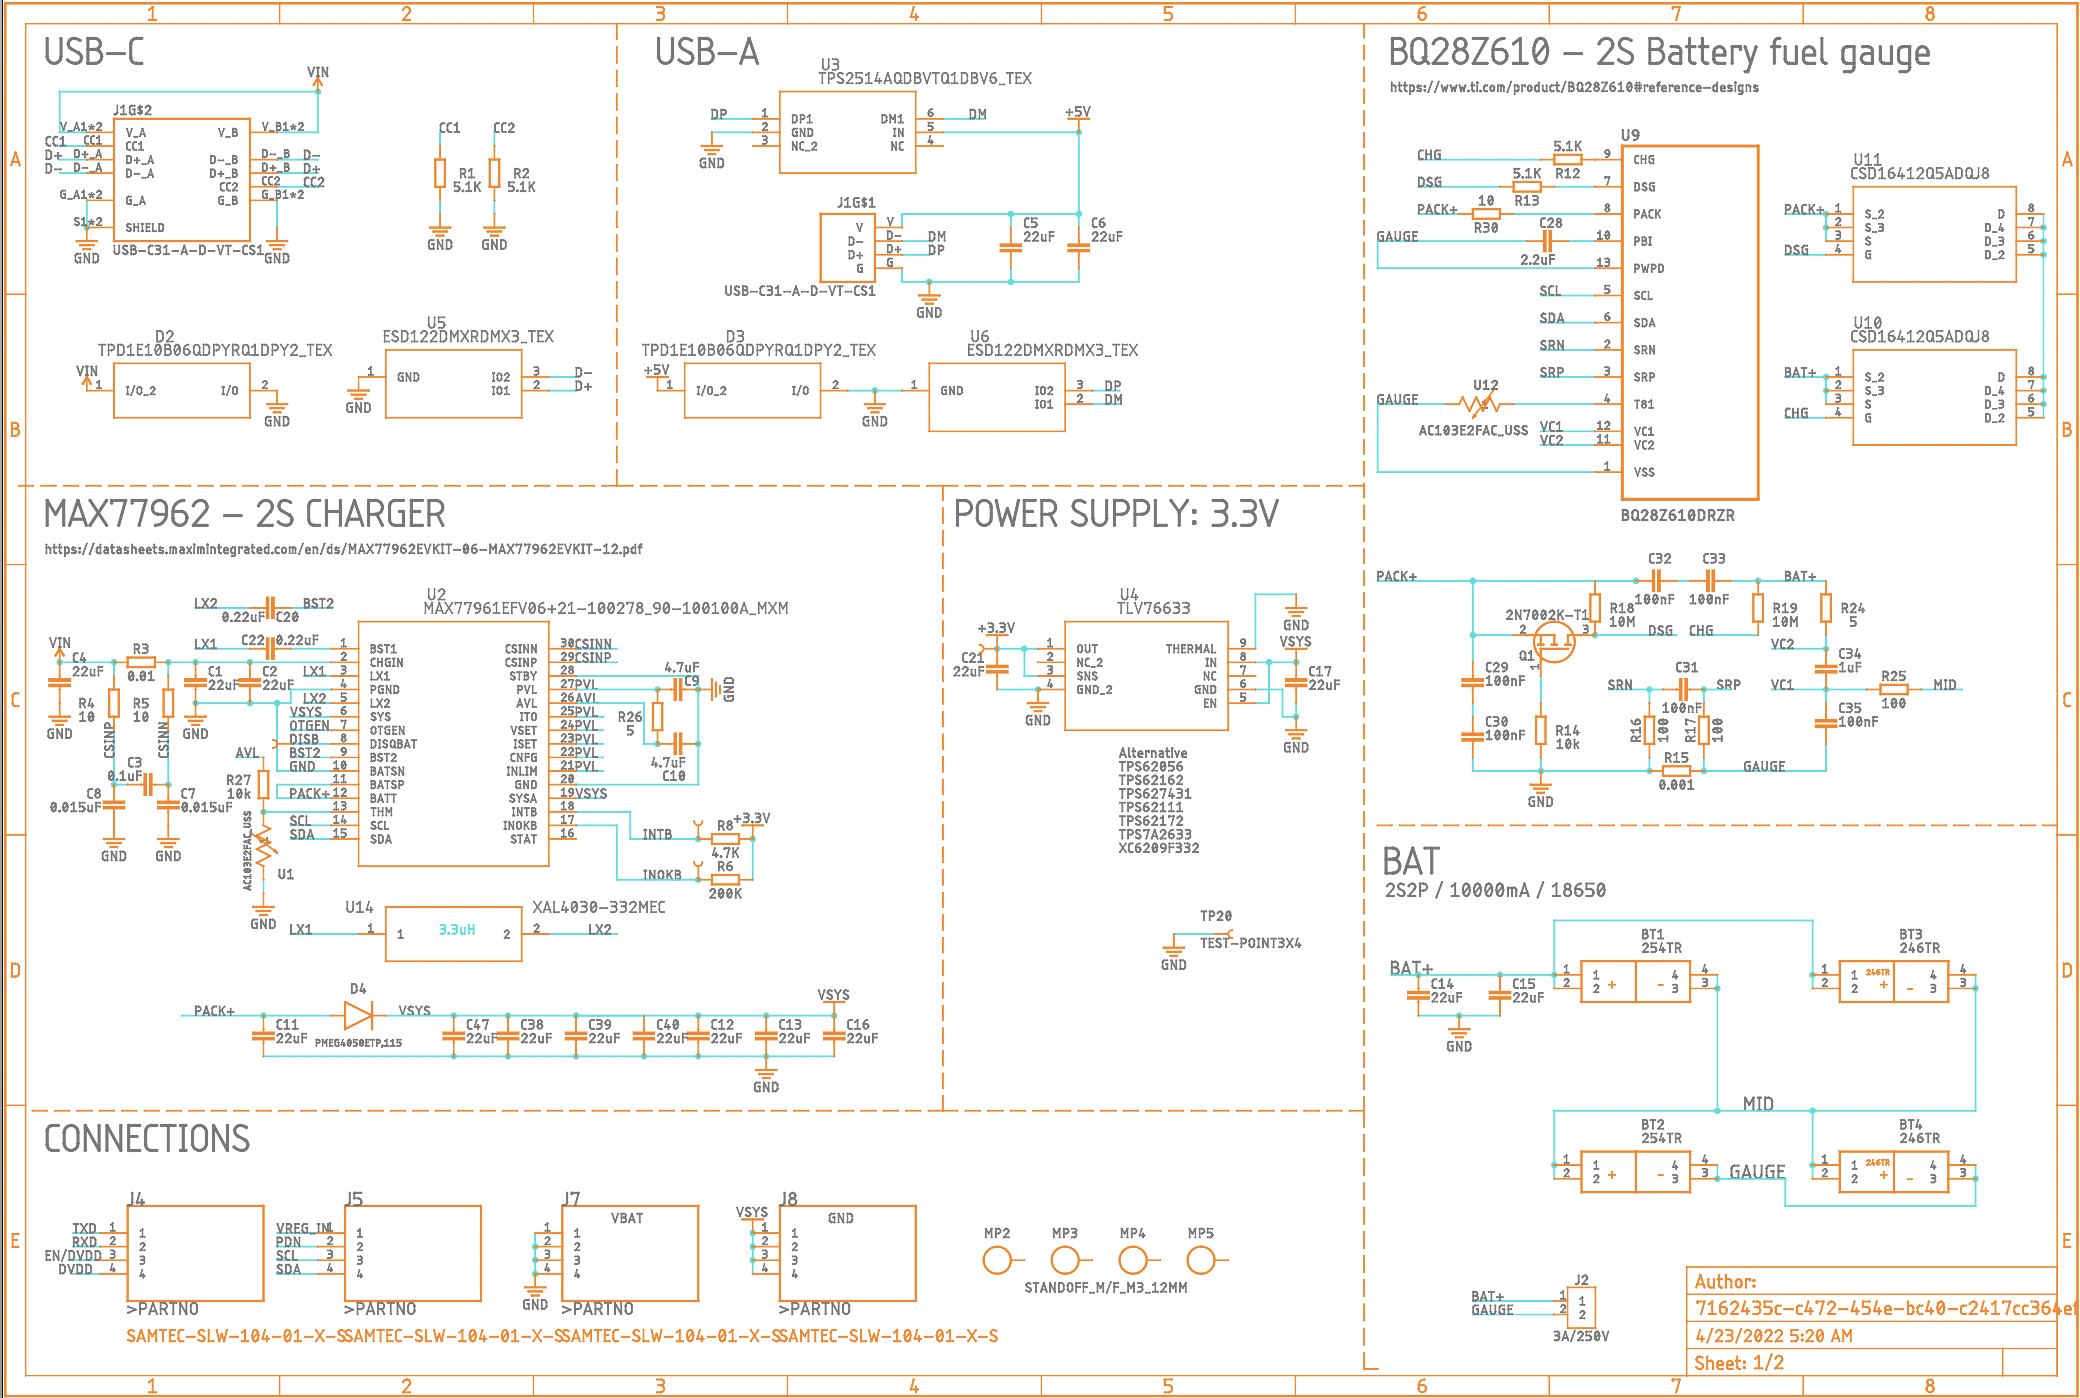 1 2 3 4 5 6 7 8
A
B
C
D
E
USB-C
VIN
J1G$2
V_A1*2 V_A V_B V_B1*2
CC1 CC1 CC1
D+ D+_A D+_A D-_B D-_B D-
D- D-_A D-_A D+_B D+_B D+
CC2 CC2 CC2
G_A1*2 G_A G_B G_B1*2
S1*2 SHIELD
USB-C31-A-D-VT-CS1
GND GND
CC1 CC2
R1 R2
5.1K 5.1K
GND GND
D2
TPD1E10B06QDPYRQ1DPY2_TEX
VIN 1 I/O_2 I/O 2
GND
U5
ESD122DMXRDMX3_TEX
1 GND IO2 3 D-
IO1 2 D+
GND
USB-A
U3
TPS2514AQDBVTQ1DBV6_TEX
DP 1 DP1 DM1 6 DM
2 GND IN 5
3 NC_2 NC 4
GND
+5V
J1G$1
V V
D- D- DM
D+ D+ DP
G G
USB-C31-A-D-VT-CS1
GND
C5 C6
22uF 22uF
D3
TPD1E10B06QDPYRQ1DPY2_TEX
+5V
1 I/O_2 I/O 2
GND
U6
ESD122DMXRDMX3_TEX
1 GND IO2 3 DP
IO1 2 DM
BQ28Z610 - 2S Battery fuel gauge
https://www.ti.com/product/BQ28Z610#reference-designs
U9
CHG 5.1K R12 9 CHG
DSG 5.1K R13 7 DSG
PACK+ 10 R30 8 PACK
GAUGE C28 2.2uF 10 PBI
13 PWPD
SCL 5 SCL
SDA 6 SDA
SRN 2 SRN
SRP 3 SRP
GAUGE U12 4 T81
AC103E2FAC_USS
VC1 12 VC1
VC2 11 VC2
1 VSS
BQ28Z610DRZR
U11
CSD16412Q5ADQJ8
PACK+ 1 S_2 D 8
2 S_3 D_4 7
3 S D_3 6
DSG 4 G D_2 5
U10
CSD16412Q5ADQJ8
BAT+ 1 S_2 D 8
2 S_3 D_4 7
3 S D_3 6
CHG 4 G D_2 5
PACK+ C32 C33 BAT+
100nF 100nF
2N7002K-T1 R18 R19 R24
10M 10M 5
2 3 DSG CHG
Q1 1
VC2
C34
1uF
C29 SRN C31 SRP VC1 R25 MID
100nF 100nF 100
C30 R14 R16 R17 C35
100nF 10k 100 100 100nF
R15
0.001
GAUGE
GND
MAX77962 - 2S CHARGER
https://datasheets.maximintegrated.com/en/ds/MAX77962EVKIT-06-MAX77962EVKIT-12.pdf
LX2 BST2
0.22uF C20
LX1 C22 0.22uF
VIN
C4 R3
22uF 0.01
C1 C2
22uF 22uF
R4 R5
10 10
GND GND
CSINP CSINN
C3
0.1uF
C8 C7
0.015uF 0.015uF
GND GND
AVL
R27
10k
AC103E2FAC_USS
U1
GND
U2
MAX77961EFV06+21-100278_90-100100A_MXM
1 BST1 CSINN 30 CSINN
2 CHGIN CSINP 29 CSINP
LX1 3 LX1 STBY 28
4 PGND PVL 27 PVL
LX2 5 LX2 AVL 26 AVL
VSYS 6 SYS ITO 25 PVL
OTGEN 7 OTGEN VSET 24 PVL
DISB 8 DISQBAT ISET 23 PVL
BST2 9 BST2 CNFG 22 PVL
GND 10 BATSN INLIM 21 PVL
11 BATSP GND 20
PACK+ 12 BATT SYSA 19 VSYS
13 THM INTB 18
SCL 14 SCL INOKB 17
SDA 15 SDA STAT 16
4.7uF
C9
GND
R26
5
4.7uF
C10
INTB R8 +3.3V
4.7K
INOKB R6
200K
U14 XAL4030-332MEC
LX1 1 1 3.3uH 2 2 LX2
PACK+ D4 VSYS VSYS
PMEG4050ETP,115
C11 C47 C38 C39 C40 C12 C13 C16
22uF 22uF 22uF 22uF 22uF 22uF 22uF 22uF
GND
POWER SUPPLY: 3.3V
U4
TLV76633
+3.3V GND
VSYS
1 OUT THERMAL 9
2 NC_2 IN 8
3 SNS NC 7
4 GND_2 GND 6
EN 5
C21 C17
22uF 22uF
GND GND
Alternative
TPS62056
TPS62162
TPS627431
TPS62111
TPS62172
TPS7A2633
XC6209F332
TP20
TEST-POINT3X4
GND
BAT
2S2P / 10000mA / 18650
BT1 BT3
254TR 246TR
BAT+ 1 1 4 4 1 1 246TR 4 4
2 2 + - 3 3 2 2 + - 3 3
C14 C15
22uF 22uF
GND
MID
BT2 BT4
254TR 246TR
1 1 4 4 GAUGE 1 1 246TR 4 4
2 2 + - 3 3 2 2 + - 3 3
CONNECTIONS
J4 J5 J7 J8
VBAT GND
TXD 1 1 VREG_IN 1 1 1 1 VSYS 1 1
RXD 2 2 PDN 2 2 2 2 2 2
EN/DVDD 3 3 SCL 3 3 3 3 3 3
DVDD 4 4 SDA 4 4 4 4 4 4
GND
>PARTNO >PARTNO >PARTNO >PARTNO
SAMTEC-SLW-104-01-X-S SAMTEC-SLW-104-01-X-S SAMTEC-SLW-104-01-X-S SAMTEC-SLW-104-01-X-S
MP2 MP3 MP4 MP5
STANDOFF_M/F_M3_12MM
J2
BAT+ 1 1
GAUGE 2 2
3A/250V
Author:
7162435c-c472-454e-bc40-c2417cc364ef
4/23/2022 5:20 AM
Sheet: 1/2
A
B
C
D
E
1 2 3 4 5 6 7 8